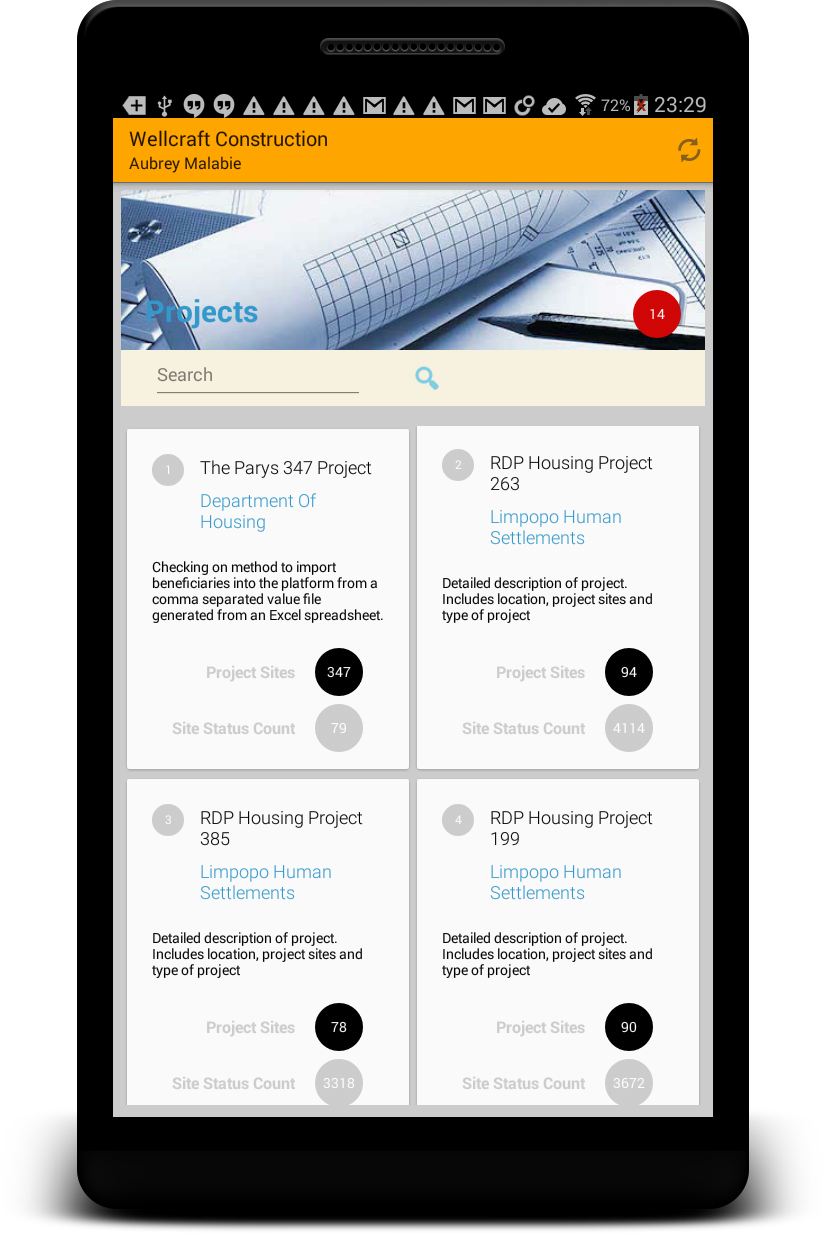 72% 23:29
Wellcraft Construction
Aubrey Malabie
Projects
14
Search
1
The Parys 347 Project
Department Of
Housing
Checking on method to import
beneficiaries into the platform from a
comma separated value file
generated from an Excel spreadsheet.
Project Sites 347
Site Status Count 79
2
RDP Housing Project
263
Limpopo Human
Settlements
Detailed description of project.
Includes location, project sites and
type of project
Project Sites 94
Site Status Count 4114
3
RDP Housing Project
385
Limpopo Human
Settlements
Detailed description of project.
Includes location, project sites and
type of project
Project Sites 78
Site Status Count 3318
4
RDP Housing Project
199
Limpopo Human
Settlements
Detailed description of project.
Includes location, project sites and
type of project
Project Sites 90
Site Status Count 3672